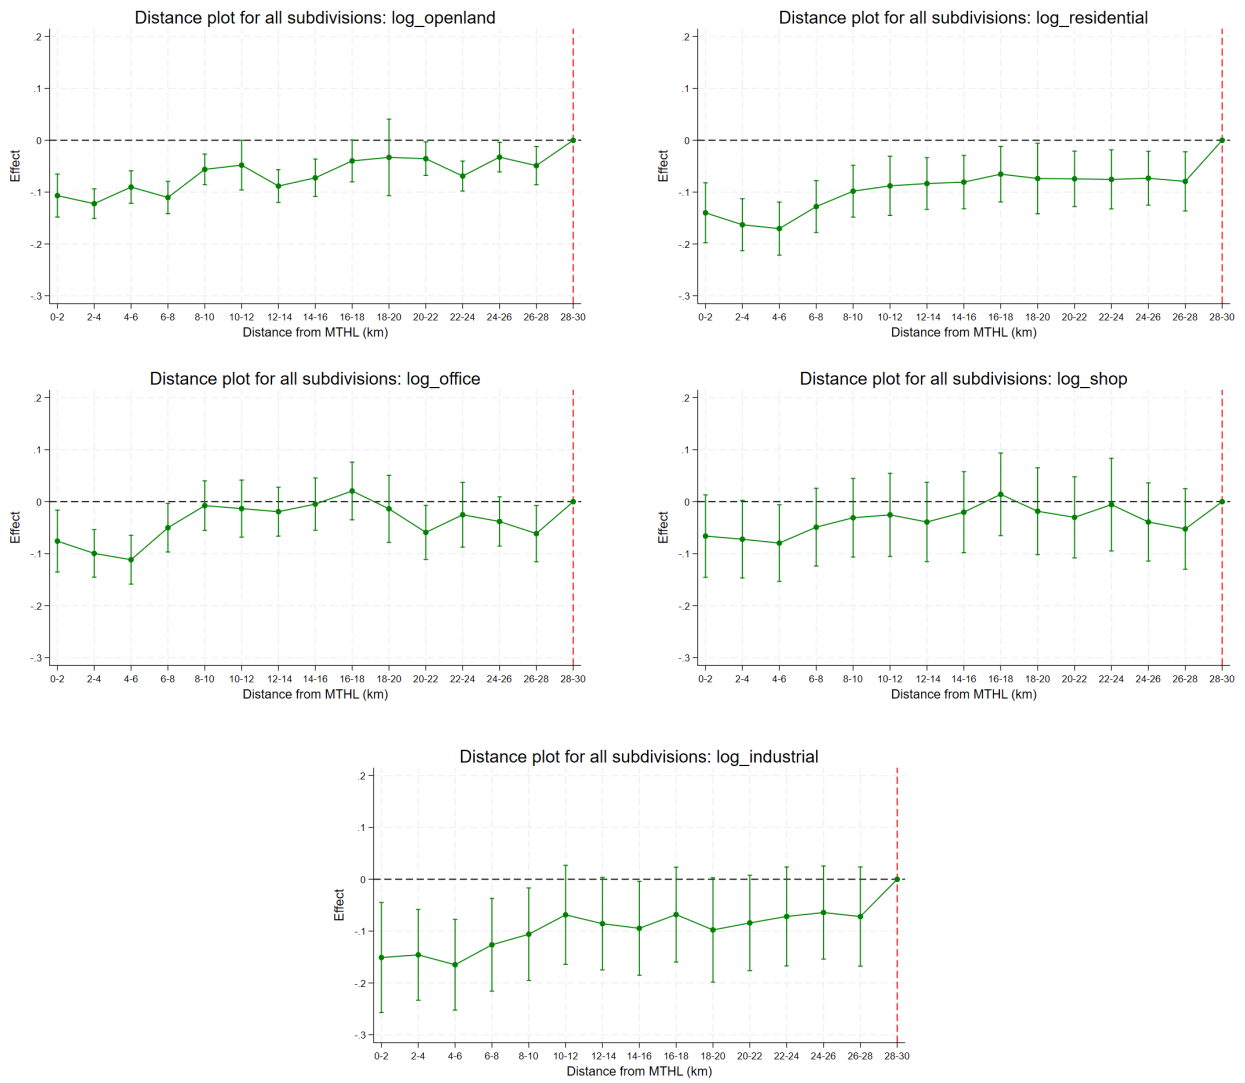 Distance plot for all subdivisions: log_openland
.2
.1
0
-.1
-.2
-.3
Effect
0-2 2-4 4-6 6-8 8-10 10-12 12-14 14-16 16-18 18-20 20-22 22-24 24-26 26-28 28-30
Distance from MTHL (km)
Distance plot for all subdivisions: log_residential
.2
.1
0
-.1
-.2
-.3
Effect
0-2 2-4 4-6 6-8 8-10 10-12 12-14 14-16 16-18 18-20 20-22 22-24 24-26 26-28 28-30
Distance from MTHL (km)
Distance plot for all subdivisions: log_office
.2
.1
0
-.1
-.2
-.3
Effect
0-2 2-4 4-6 6-8 8-10 10-12 12-14 14-16 16-18 18-20 20-22 22-24 24-26 26-28 28-30
Distance from MTHL (km)
Distance plot for all subdivisions: log_shop
.2
.1
0
-.1
-.2
-.3
Effect
0-2 2-4 4-6 6-8 8-10 10-12 12-14 14-16 16-18 18-20 20-22 22-24 24-26 26-28 28-30
Distance from MTHL (km)
Distance plot for all subdivisions: log_industrial
.2
.1
0
-.1
-.2
-.3
Effect
0-2 2-4 4-6 6-8 8-10 10-12 12-14 14-16 16-18 18-20 20-22 22-24 24-26 26-28 28-30
Distance from MTHL (km)